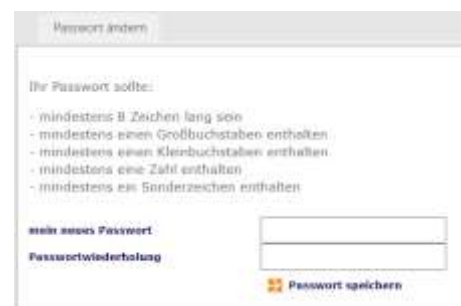 Passwort ändern
Ihr Passwort sollte:
- mindestens 8 Zeichen lang sein
- mindestens einen Großbuchstaben enthalten
- mindestens einen Kleinbuchstaben enthalten
- mindestens eine Zahl enthalten
- mindestens ein Sonderzeichen enthalten
mein neues Passwort
Passwortwiederholung
Passwort speichern